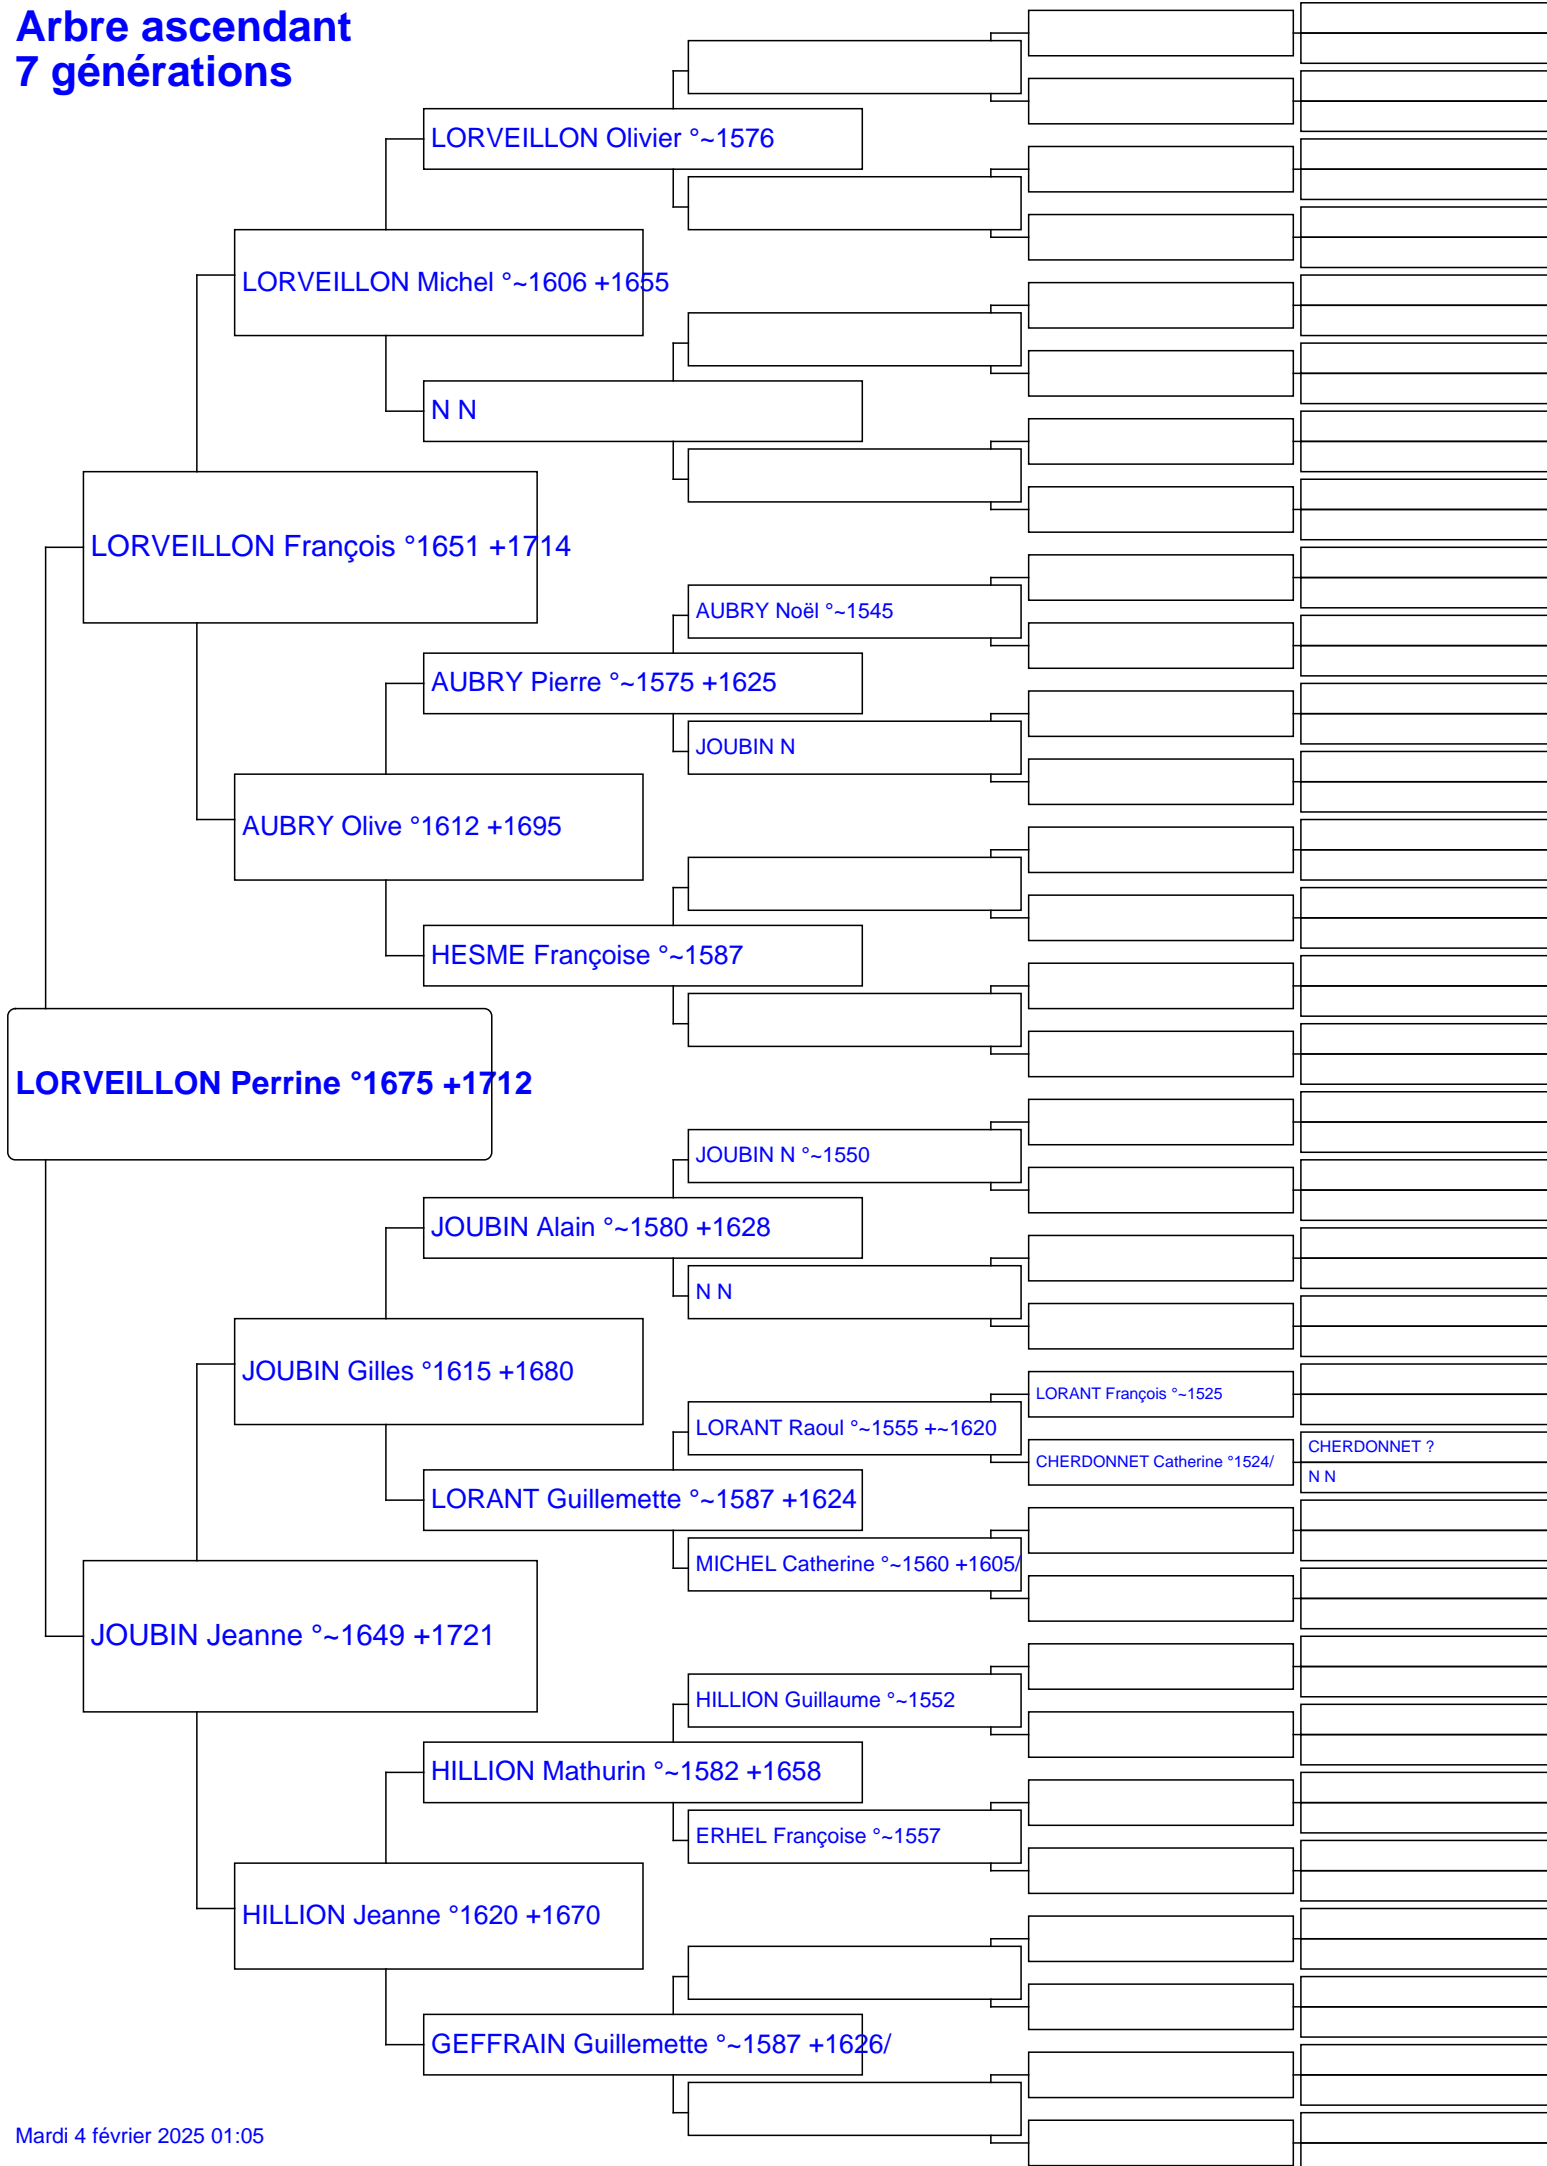 Arbre ascendant
7 générations
LORVEILLON Olivier °~1576
LORVEILLON Michel °~1606 +1655
N N
LORVEILLON François °1651 +1714
AUBRY Noël °~1545
AUBRY Pierre °~1575 +1625
JOUBIN N
AUBRY Olive °1612 +1695
HESME Françoise °~1587
LORVEILLON Perrine °1675 +1712
JOUBIN N °~1550
JOUBIN Alain °~1580 +1628
N N
JOUBIN Gilles °1615 +1680
LORANT François °~1525
LORANT Raoul °~1555 +~1620
CHERDONNET ?
CHERDONNET Catherine °1524/
N N
LORANT Guillemette °~1587 +1624
MICHEL Catherine °~1560 +1605/
JOUBIN Jeanne °~1649 +1721
HILLION Guillaume °~1552
HILLION Mathurin °~1582 +1658
ERHEL Françoise °~1557
HILLION Jeanne °1620 +1670
GEFFRAIN Guillemette °~1587 +1626/
Mardi 4 février 2025 01:05